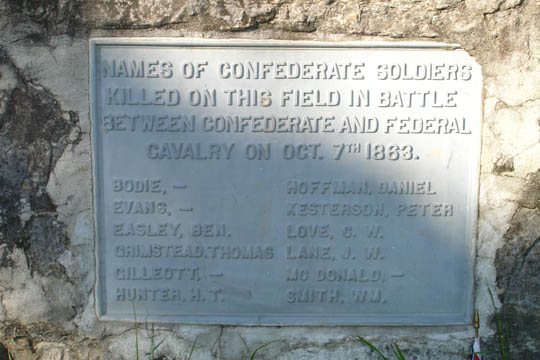 NAMES OF CONFEDERATE SOLDIERS
KILLED ON THIS FIELD IN BATTLE
BETWEEN CONFEDERATE AND FEDERAL
CAVALRY ON OCT. 7TH 1863.
BODIE, — HOFFMAN, DANIEL
EVANS, — KESTERSON, PETER
EASLEY, BEN. LOVE, C. W.
GRIMSTEAD, THOMAS LANE, J. W.
GILLEOTT, — MC DONALD, —
HUNTER, H. T. SMITH, WM.